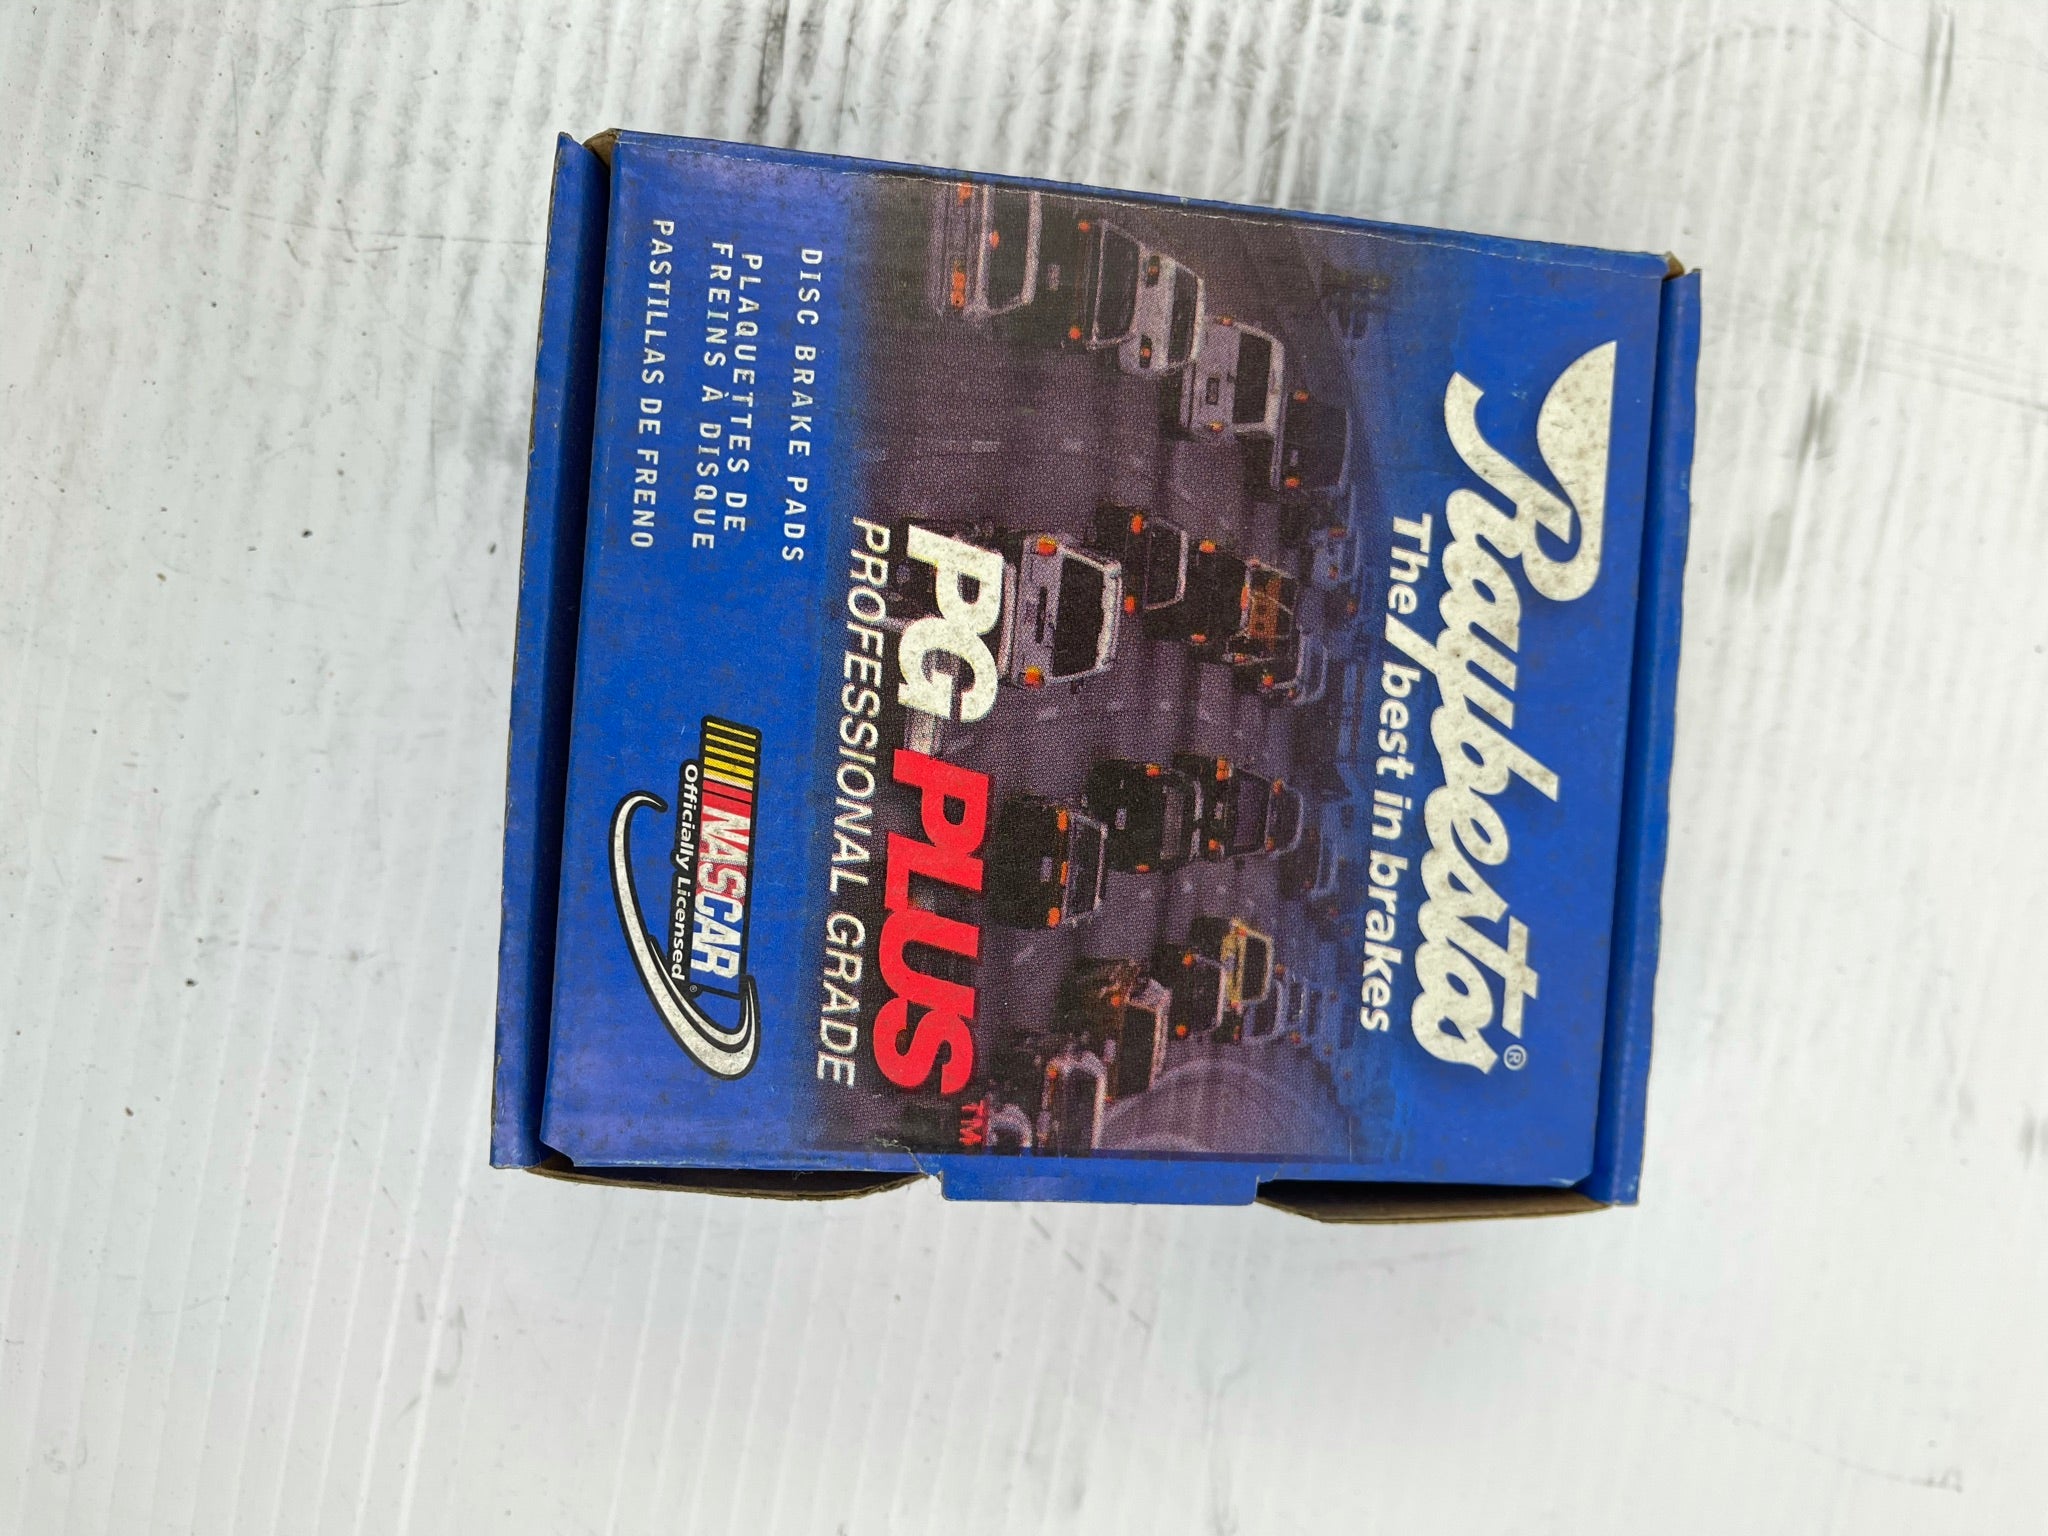 Raybestos®
The best in brakes
PG PLUS™
PROFESSIONAL GRADE
DISC BRAKE PADS
PLAQUETTES DE
FREINS À DISQUE
PASTILLAS DE FRENO
NASCAR
Officially Licensed®